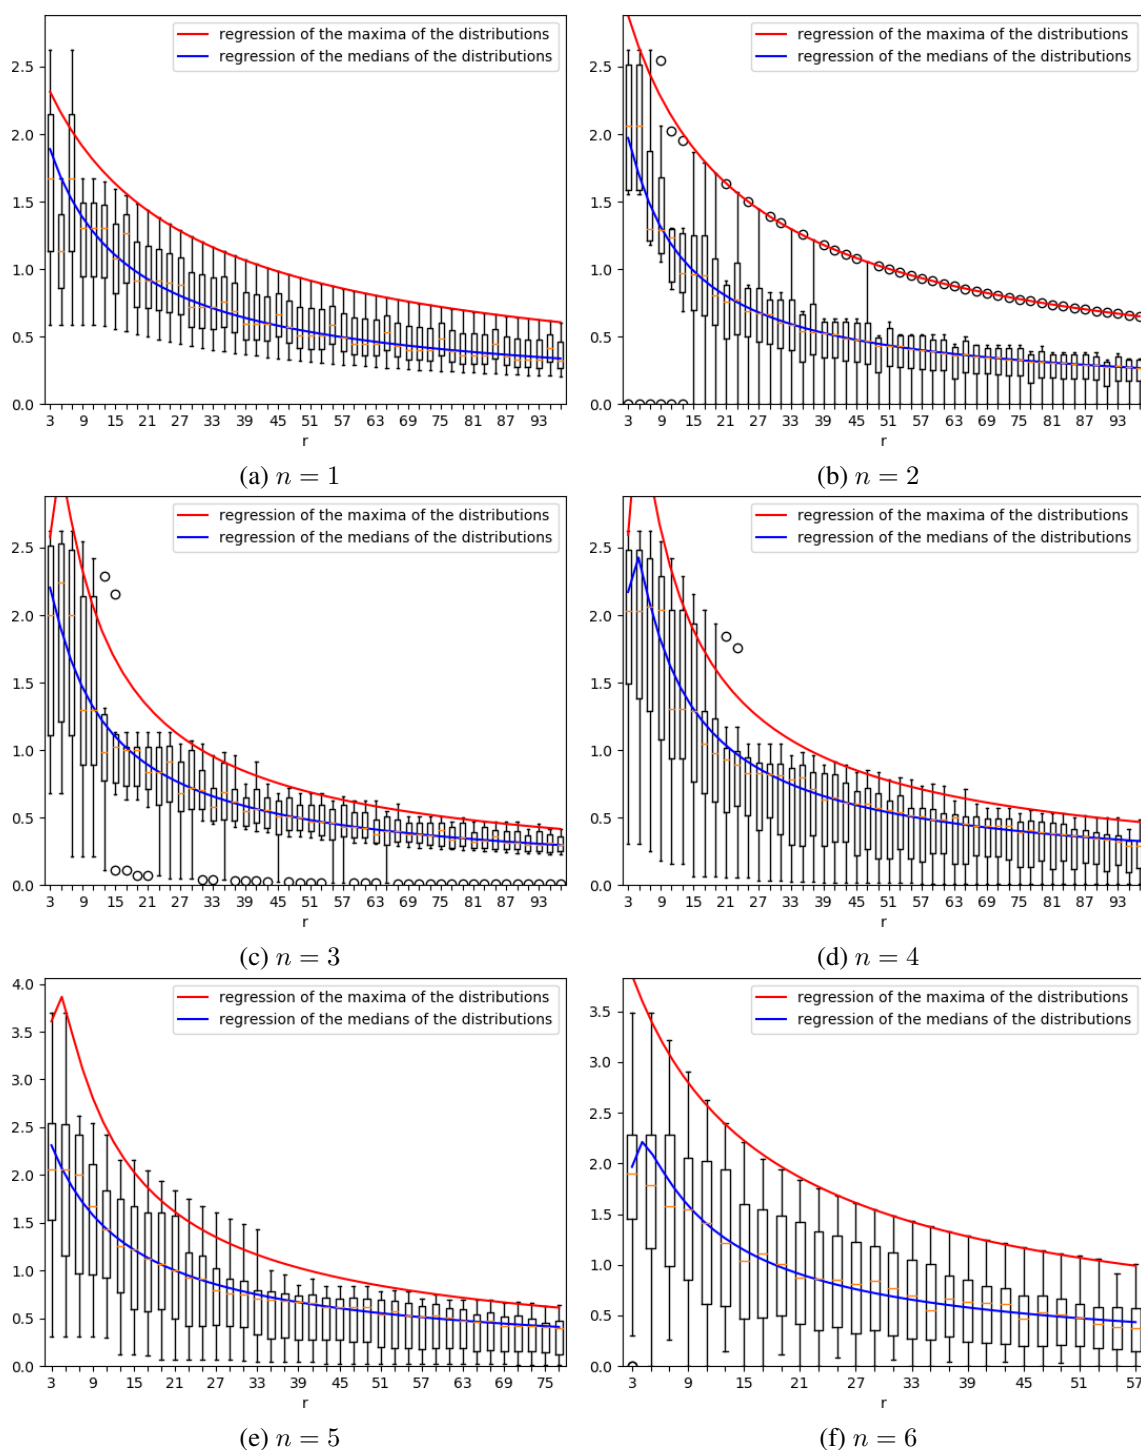 regression of the maxima of the distributions
regression of the medians of the distributions
2.5
2.0
1.5
1.0
0.5
0.0
3 9 15 21 27 33 39 45 51 57 63 69 75 81 87 93
r
(a) n = 1
regression of the maxima of the distributions
regression of the medians of the distributions
2.5
2.0
1.5
1.0
0.5
0.0
3 9 15 21 27 33 39 45 51 57 63 69 75 81 87 93
r
(b) n = 2
regression of the maxima of the distributions
regression of the medians of the distributions
2.5
2.0
1.5
1.0
0.5
0.0
3 9 15 21 27 33 39 45 51 57 63 69 75 81 87 93
r
(c) n = 3
regression of the maxima of the distributions
regression of the medians of the distributions
2.5
2.0
1.5
1.0
0.5
0.0
3 9 15 21 27 33 39 45 51 57 63 69 75 81 87 93
r
(d) n = 4
regression of the maxima of the distributions
regression of the medians of the distributions
4.0
3.5
3.0
2.5
2.0
1.5
1.0
0.5
0.0
3 9 15 21 27 33 39 45 51 57 63 69 75
r
(e) n = 5
regression of the maxima of the distributions
regression of the medians of the distributions
3.5
3.0
2.5
2.0
1.5
1.0
0.5
0.0
3 9 15 21 27 33 39 45 51 57
r
(f) n = 6